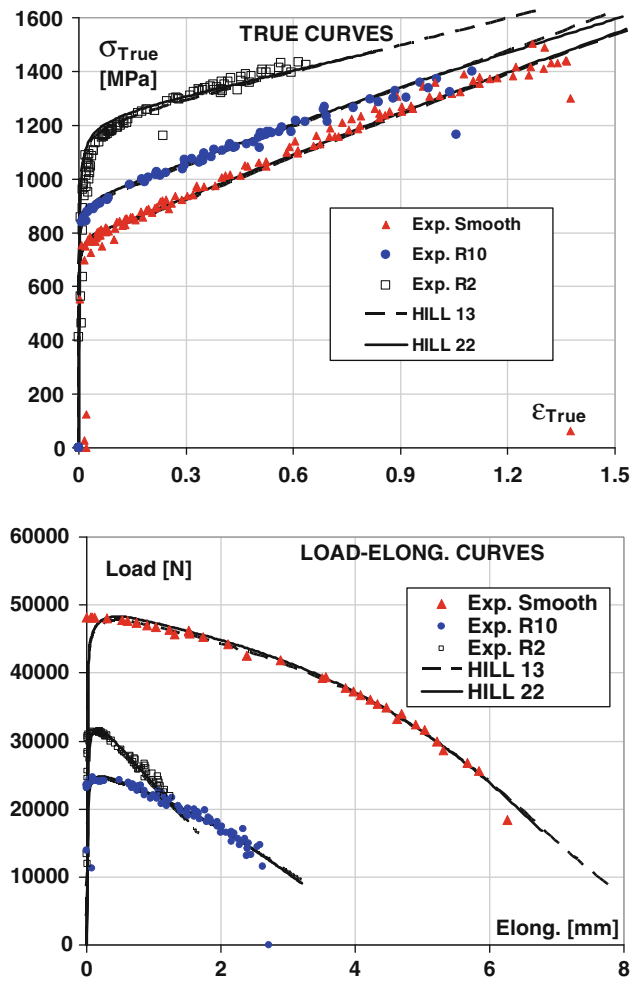 TRUE CURVES
σTrue
[MPa]
1600
1400
1200
1000
800
600
400
200
0
Exp. Smooth
Exp. R10
Exp. R2
HILL 13
HILL 22
εTrue
0 0.3 0.6 0.9 1.2 1.5
LOAD-ELONG. CURVES
Load [N]
60000
50000
40000
30000
20000
10000
0
Exp. Smooth
Exp. R10
Exp. R2
HILL 13
HILL 22
Elong. [mm]
0 2 4 6 8